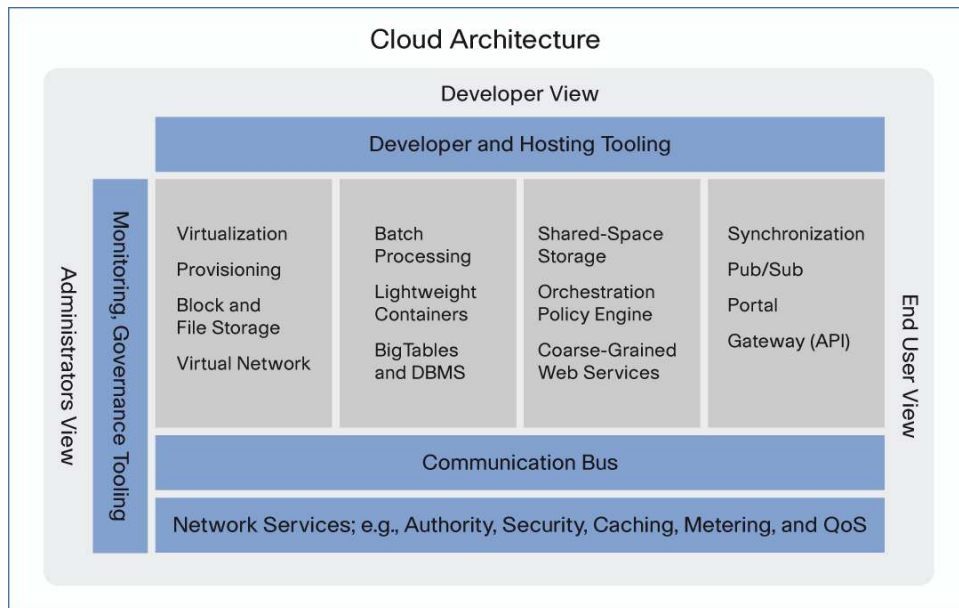 Cloud Architecture
Developer View
Developer and Hosting Tooling
Administrators View
Monitoring, Governance Tooling
Virtualization
Provisioning
Block and
File Storage
Virtual Network
Batch
Processing
Lightweight
Containers
BigTables
and DBMS
Shared-Space
Storage
Orchestration
Policy Engine
Coarse-Grained
Web Services
Synchronization
Pub/Sub
Portal
Gateway (API)
End User View
Communication Bus
Network Services; e.g., Authority, Security, Caching, Metering, and QoS